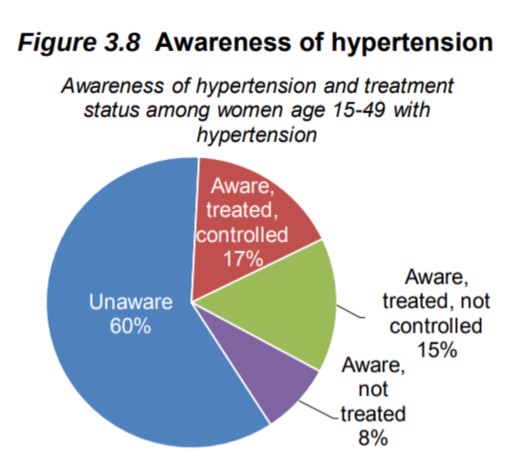 Figure 3.8 Awareness of hypertension
Awareness of hypertension and treatment
status among women age 15-49 with
hypertension
Aware,
treated,
controlled
17%
Unaware
60%
Aware,
treated, not
controlled
15%
Aware,
not
treated
8%